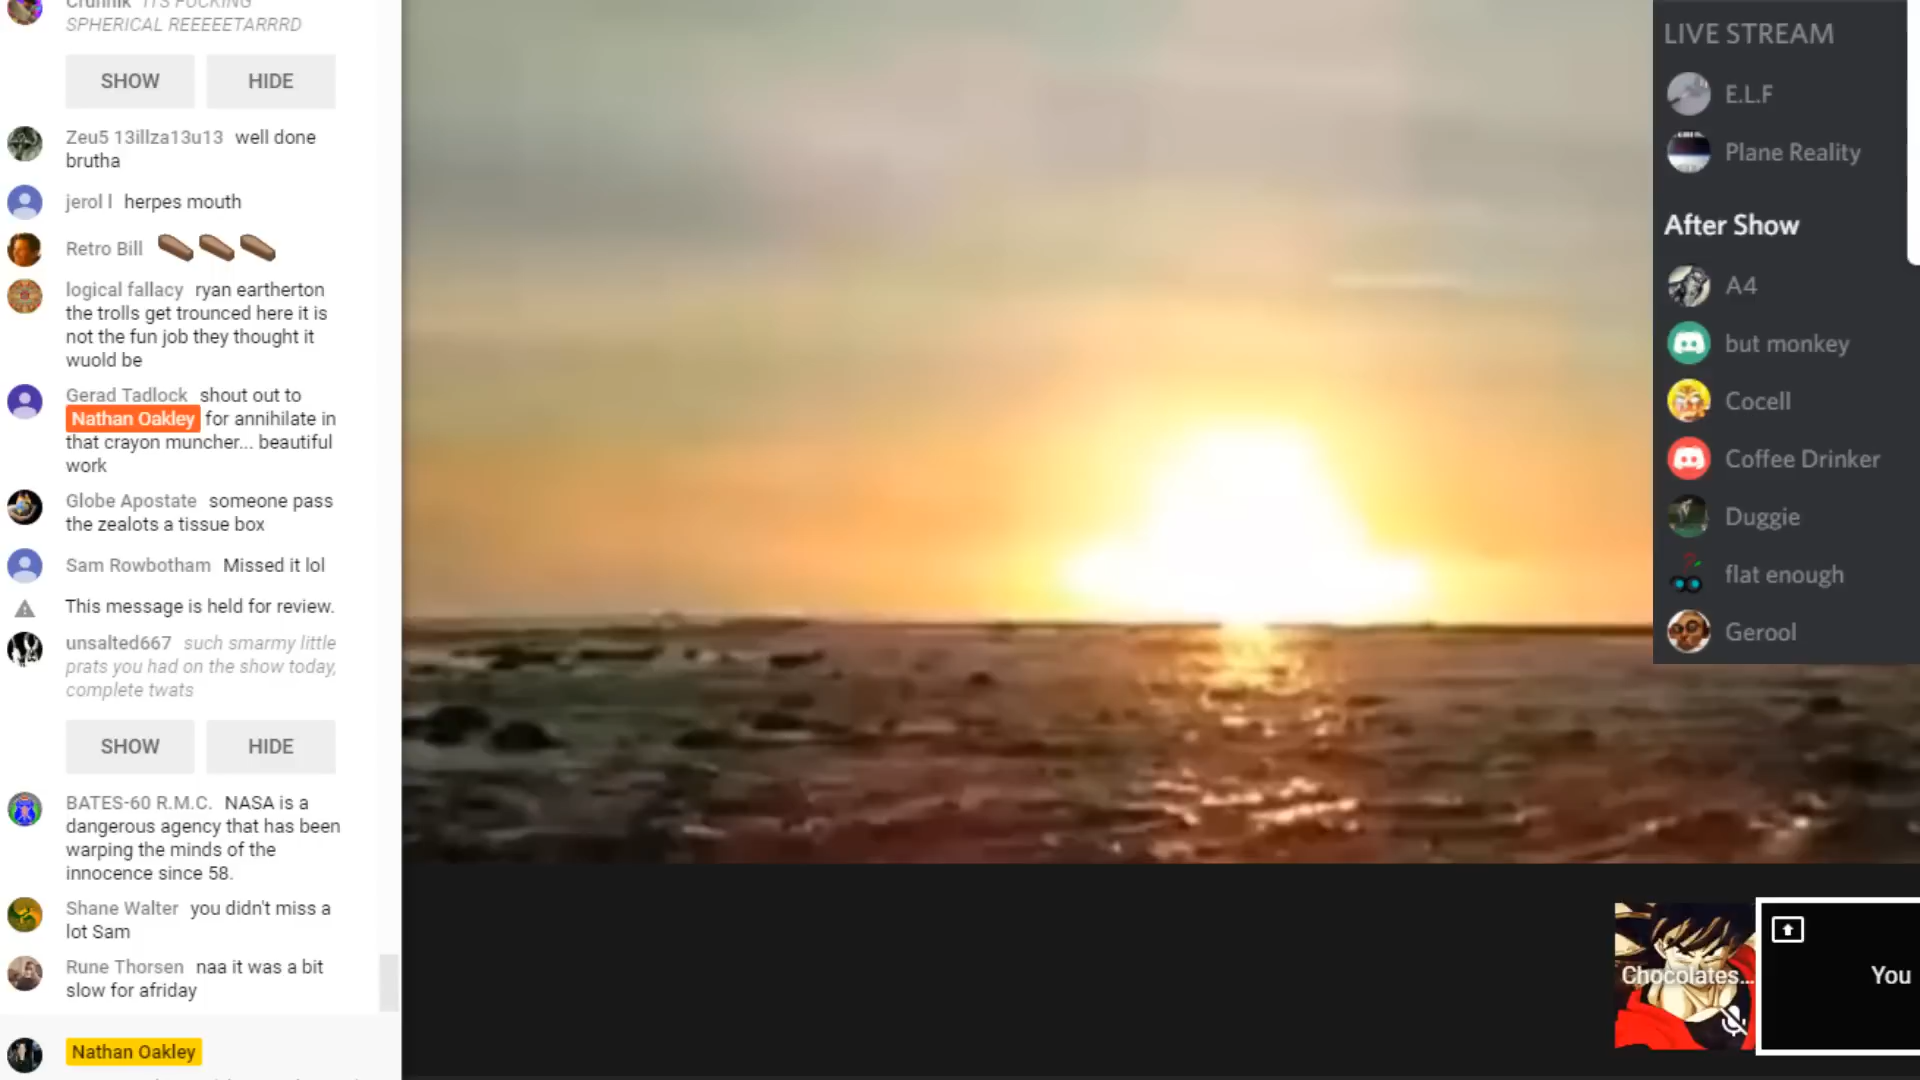 Crunnik ITS FUCKING
SPHERICAL REEEEETARRRD
SHOW HIDE
Zeu5 13illza13u13 well done
brutha
jerol l herpes mouth
Retro Bill
logical fallacy ryan eartherton
the trolls get trounced here it is
not the fun job they thought it
wuold be
Gerad Tadlock shout out to
Nathan Oakley for annihilate in
that crayon muncher... beautiful
work
Globe Apostate someone pass
the zealots a tissue box
Sam Rowbotham Missed it lol
This message is held for review.
unsalted667 such smarmy little
prats you had on the show today,
complete twats
SHOW HIDE
BATES-60 R.M.C. NASA is a
dangerous agency that has been
warping the minds of the
innocence since 58.
Shane Walter you didn't miss a
lot Sam
Rune Thorsen naa it was a bit
slow for afriday
Nathan Oakley
LIVE STREAM
E.L.F
Plane Reality
After Show
A4
but monkey
Cocell
Coffee Drinker
Duggie
flat enough
Gerool
Chocolates...
You